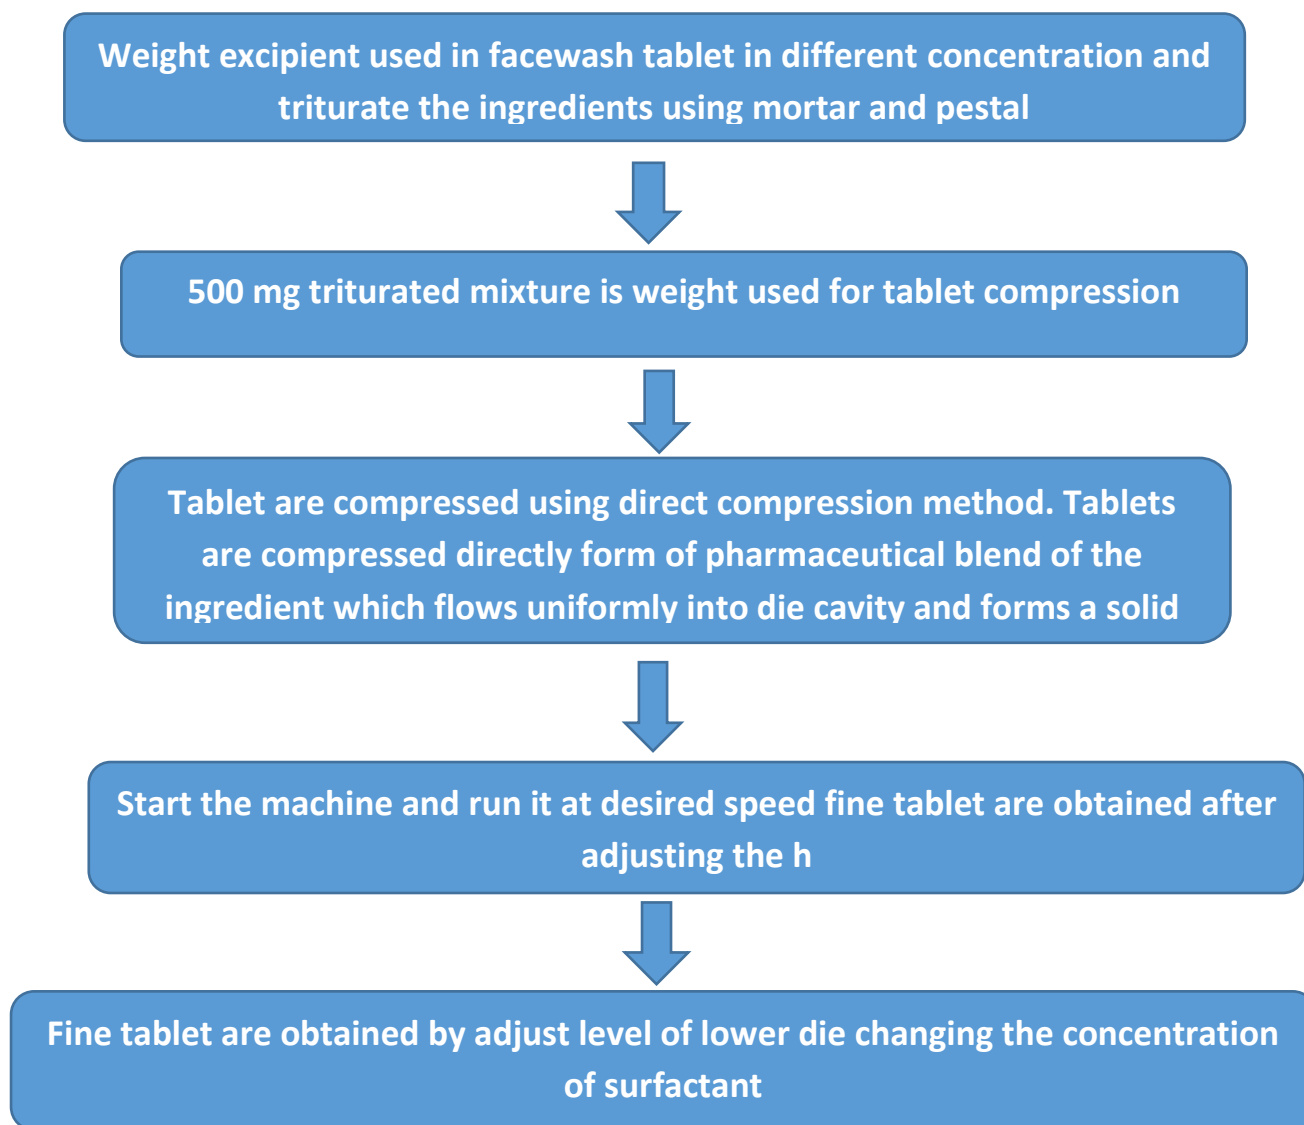 Weight excipient used in facewash tablet in different concentration and
triturate the ingredients using mortar and pestal
500 mg triturated mixture is weight used for tablet compression
Tablet are compressed using direct compression method. Tablets
are compressed directly form of pharmaceutical blend of the
ingredient which flows uniformly into die cavity and forms a solid
Start the machine and run it at desired speed fine tablet are obtained after
adjusting the h
Fine tablet are obtained by adjust level of lower die changing the concentration
of surfactant